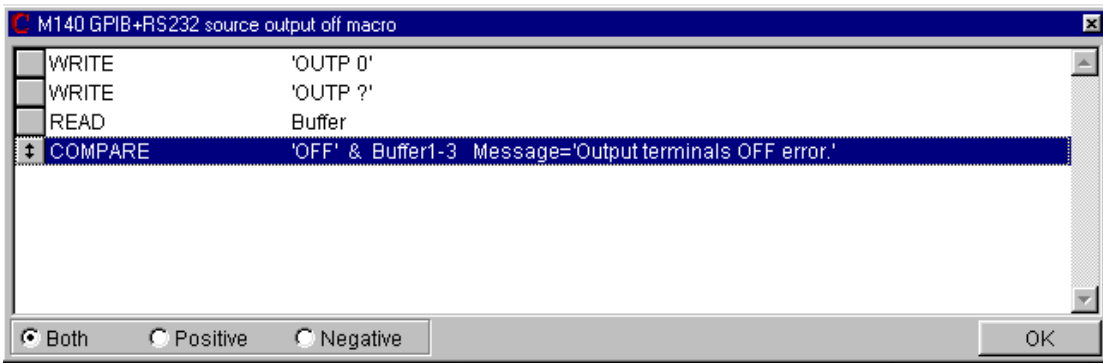 M140 GPIB+RS232 source output off macro
WRITE 'OUTP 0'
WRITE 'OUTP ?'
READ Buffer
COMPARE 'OFF' & Buffer1-3 Message='Output terminals OFF error.'
Both Positive Negative OK